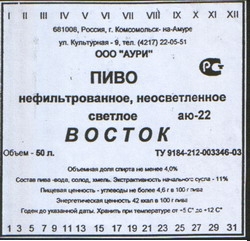 I II III IV V VI VII VIII IX X XI XII
681008, Россия, г. Комсомольск- на-Амуре
ул. Культурная - 9, тел. (4217) 22-05-51
ООО "АУРИ"
ПИВО
нефильтрованное, неосветленное
светлое аю-22
ВОСТОК
Объем - 50 л. ТУ 9184-212-003346-03
Объемная доля спирта не менее 4,0%
Состав пива -вода, солод, хмель. Экстрактивность начального сусла - 11%
Пищевая ценность - углеводы не более 4,6 г в 100 г пива
Энергетическая ценность 42 ккал в 100 г пива
Годен до указанной даты. Хранить при температуре от +5 С до +12 С°
1 3 5 7 9 11 13 15 17 19 21 23 25 27 29 31